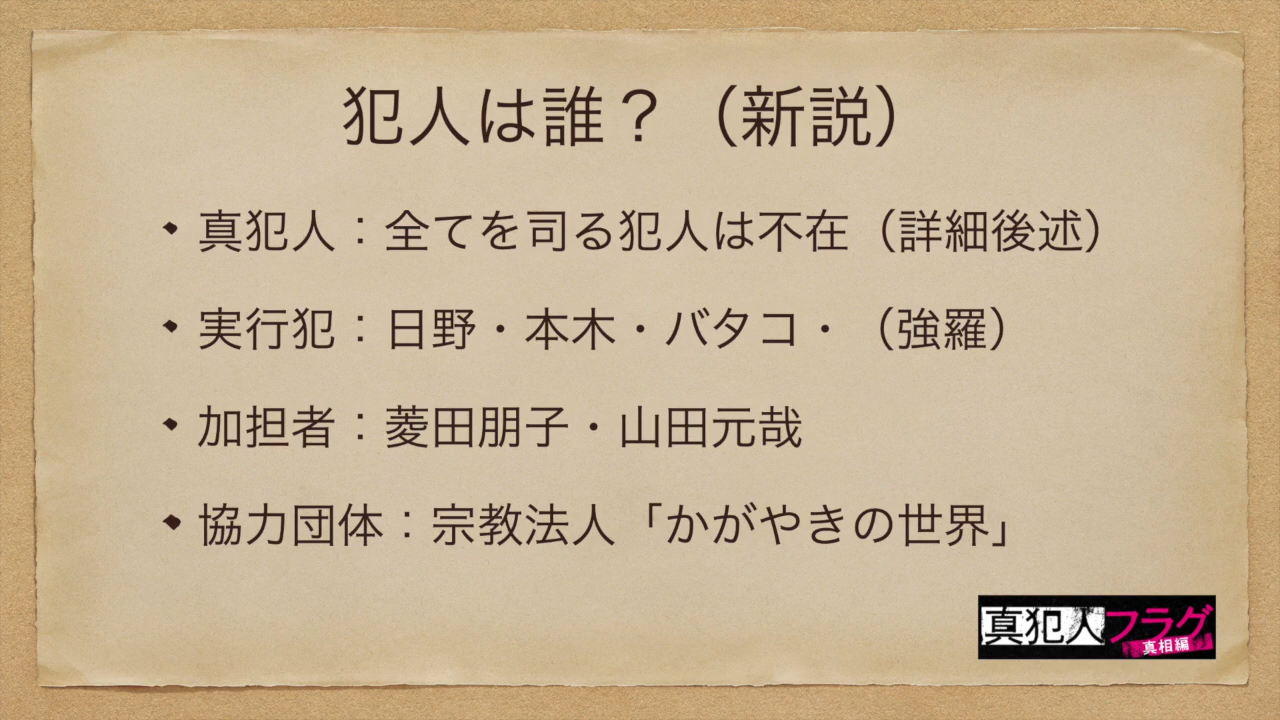 犯人は誰？（新説）
・真犯人：全てを司る犯人は不在（詳細後述）
・実行犯：日野・本木・バタコ・（強羅）
・加担者：菱田朋子・山田元哉
・協力団体：宗教法人「かがやきの世界」
真犯人フラグ
真相編